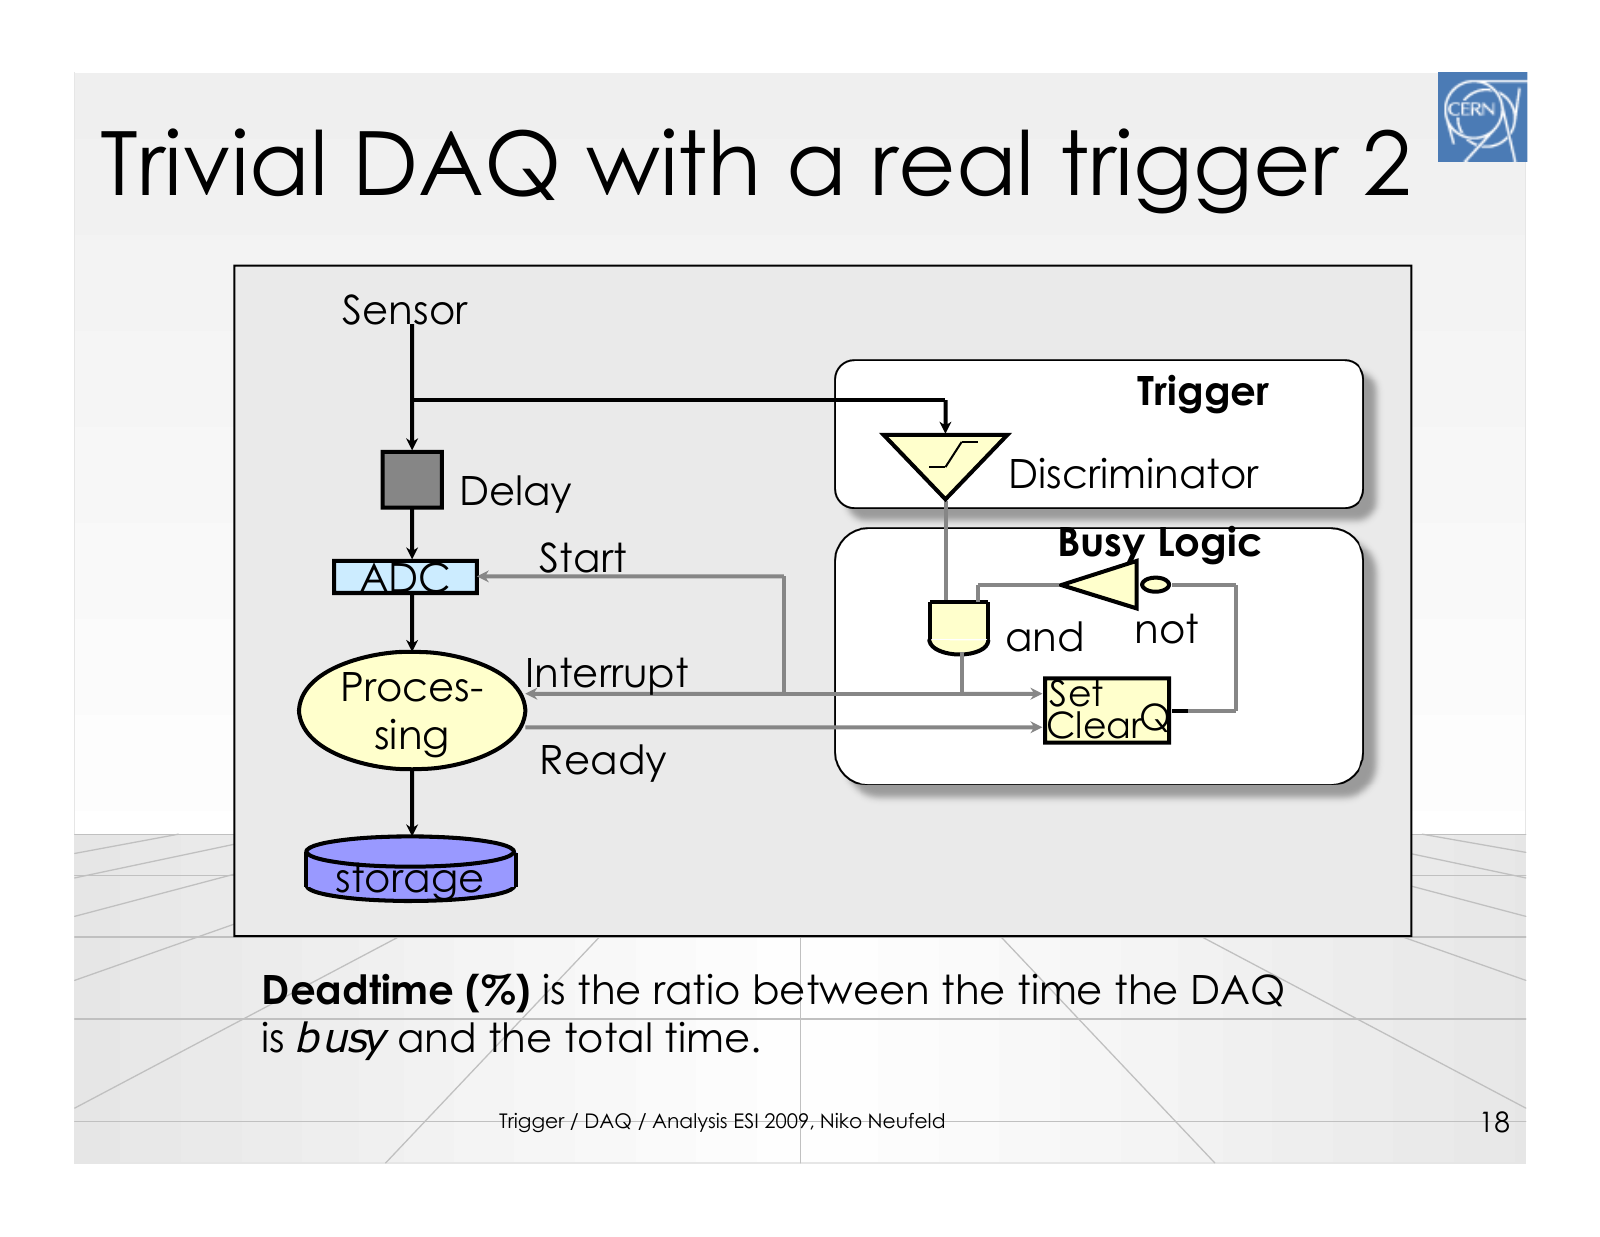 Trivial DAQ with a real trigger 2
CERN
Sensor
Trigger
Discriminator
Delay
Busy Logic
Start
ADC
and
not
Interrupt
Proces-
sing
Set
Clear
Q
Ready
storage
Deadtime (%) is the ratio between the time the DAQ
is busy and the total time.
Trigger / DAQ / Analysis ESI 2009, Niko Neufeld
18